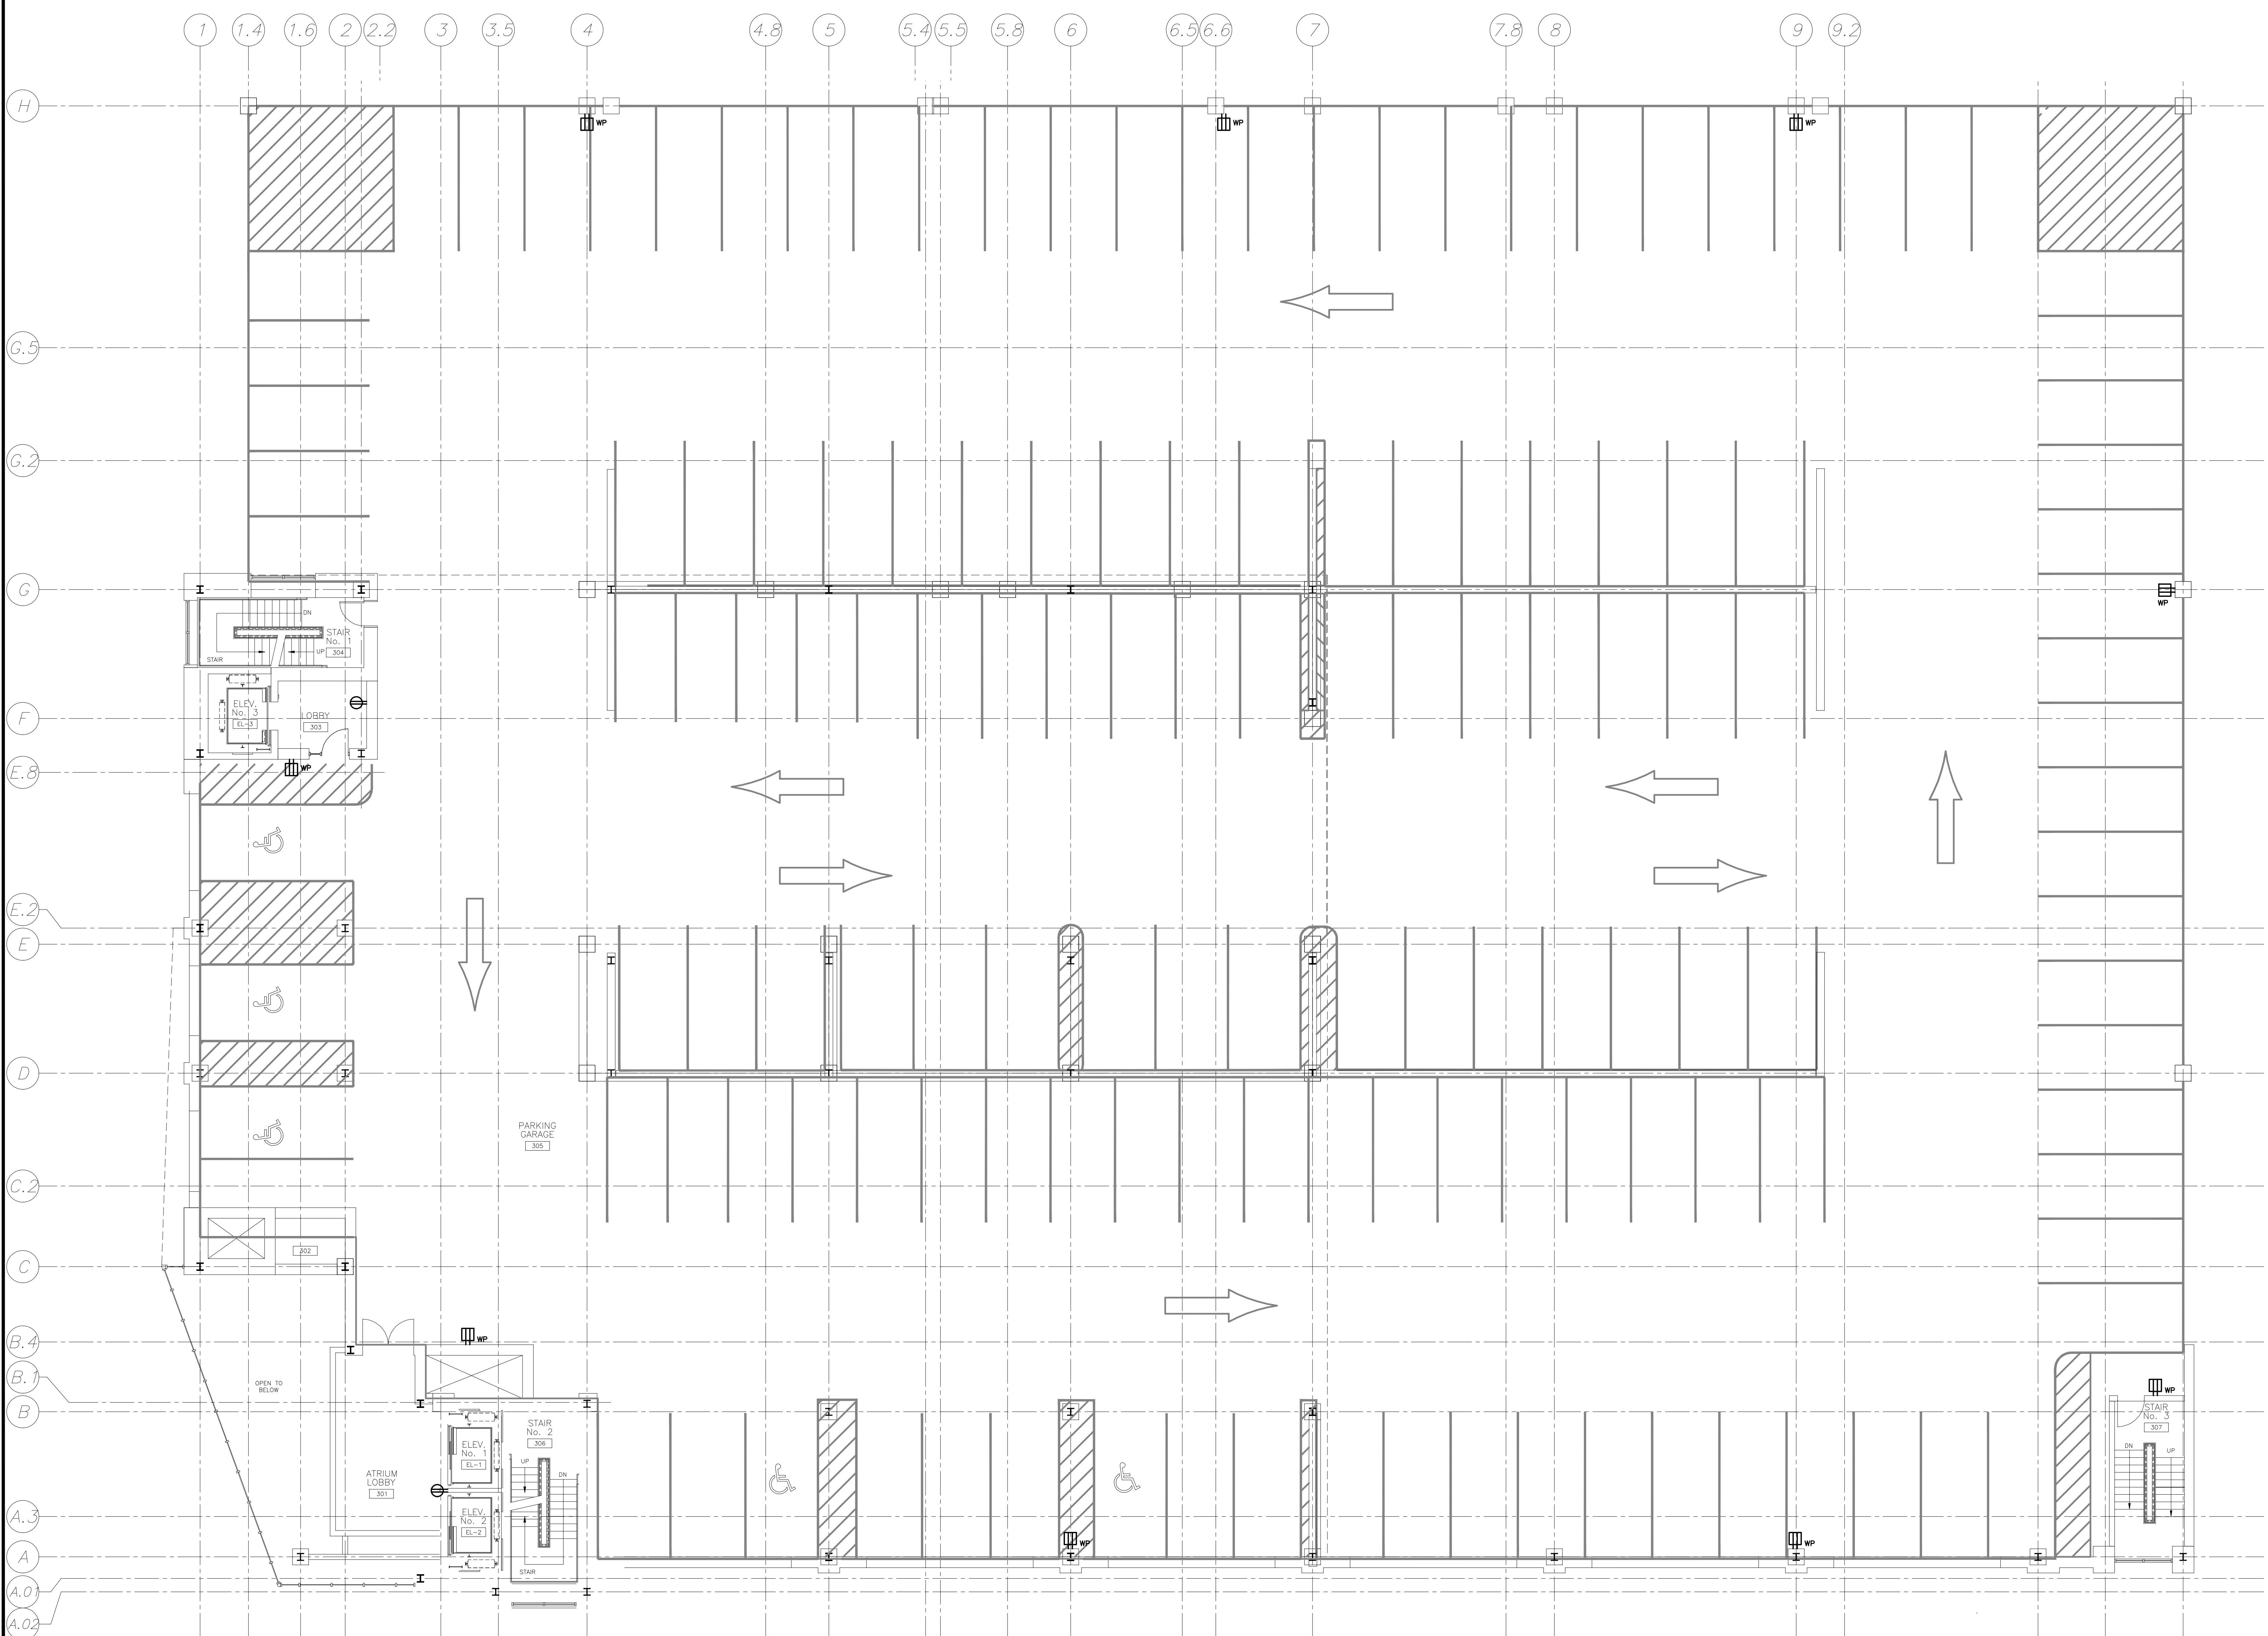 1 1.4 1.6 2 2.2 3 3.5 4 4.8 5 5.4 5.5 5.8 6 6.5 6.6 7 7.8 8 9 9.2
H
WP WP WP
G.5
G.2
G
WP
DN
STAIR
No. 1
304
UP
STAIR
ELEV.
No. 3
EL-3
LOBBY
303
F
E.8
WP
E.2
E
D
PARKING
GARAGE
305
C.2
302
C
B.4
WP
B.1
OPEN TO
BELOW
B
WP
STAIR
No. 2
306
STAIR
No. 3
307
ELEV.
No. 1
EL-1
UP
DN
DN
UP
ATRIUM
LOBBY
301
ELEV.
No. 2
EL-2
A.3
WP WP
A
STAIR
A.01
A.02